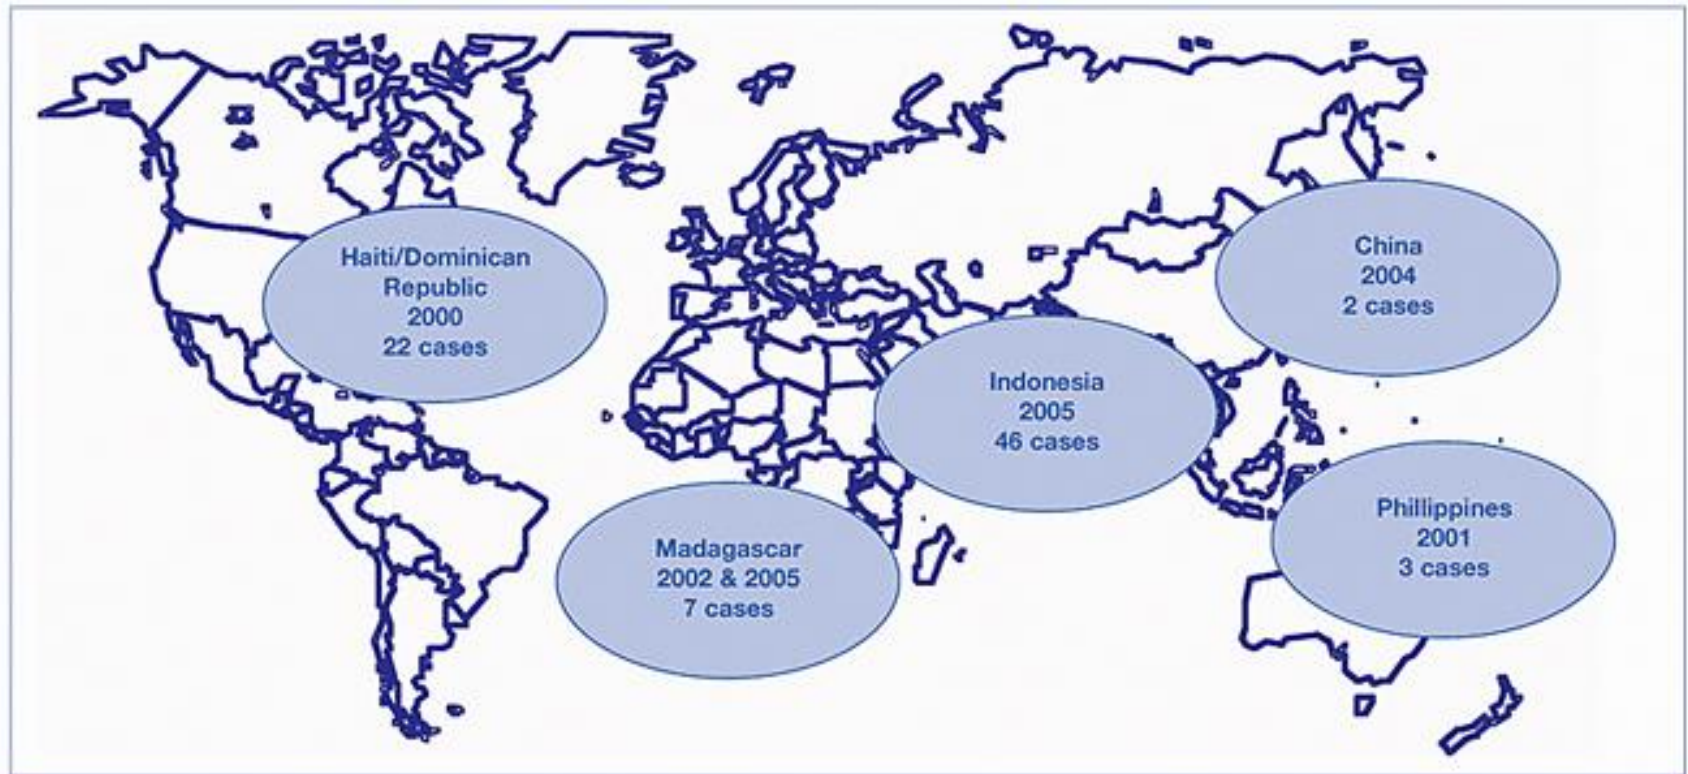 Haiti/Dominican
Republic
2000
22 cases
China
2004
2 cases
Indonesia
2005
46 cases
Phillippines
2001
3 cases
Madagascar
2002 & 2005
7 cases